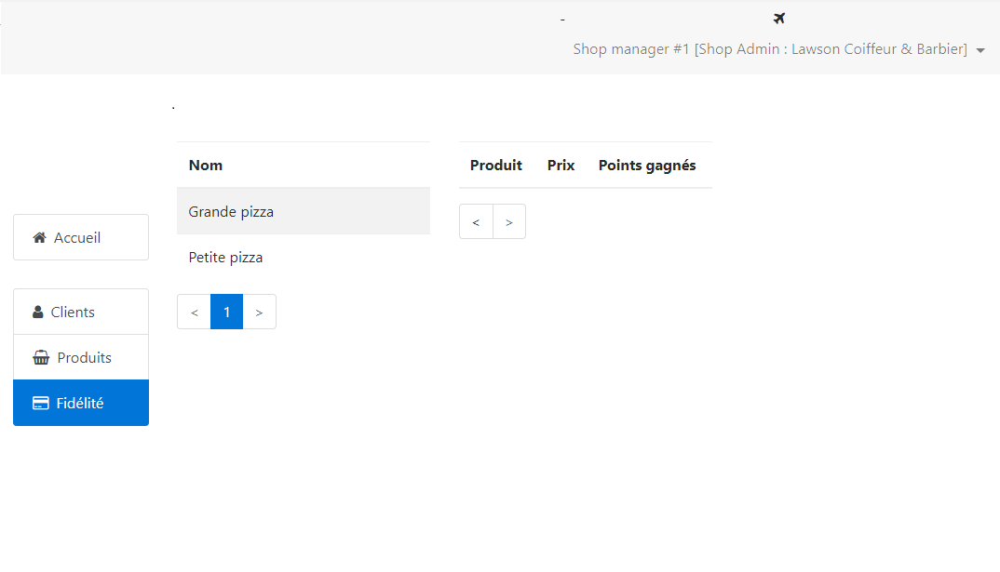 -
Shop manager #1 [Shop Admin : Lawson Coiffeur & Barbier]
.
Accueil
Clients
Produits
Fidélité
Nom
Grande pizza
Petite pizza
< 1 >
Produit Prix Points gagnés
< >